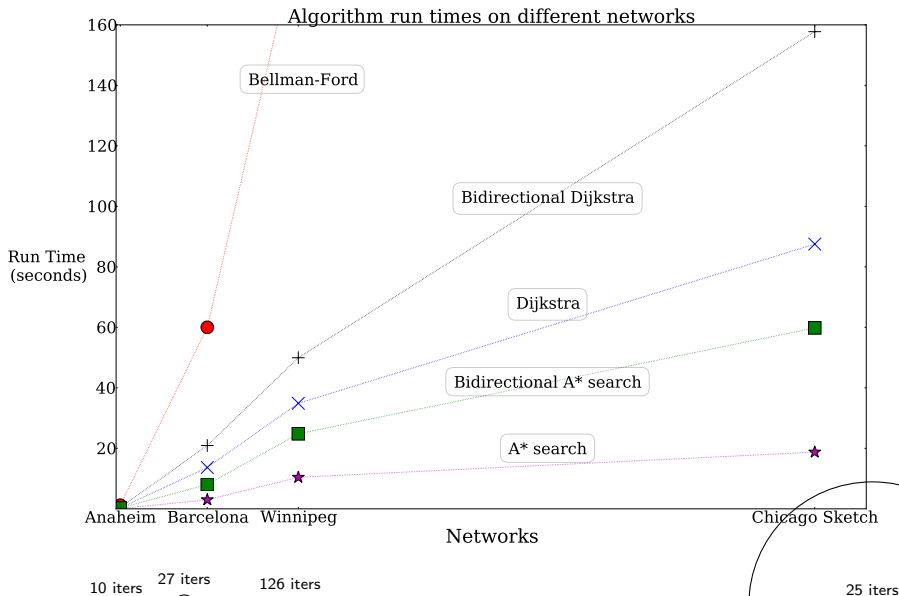 Algorithm run times on different networks
160
Bellman-Ford
140
120
Bidirectional Dijkstra
100
Run Time
(seconds)
80
Dijkstra
60
Bidirectional A* search
40
A* search
20
Anaheim Barcelona Winnipeg Chicago Sketch
Networks
10 iters 27 iters 126 iters 25 iters